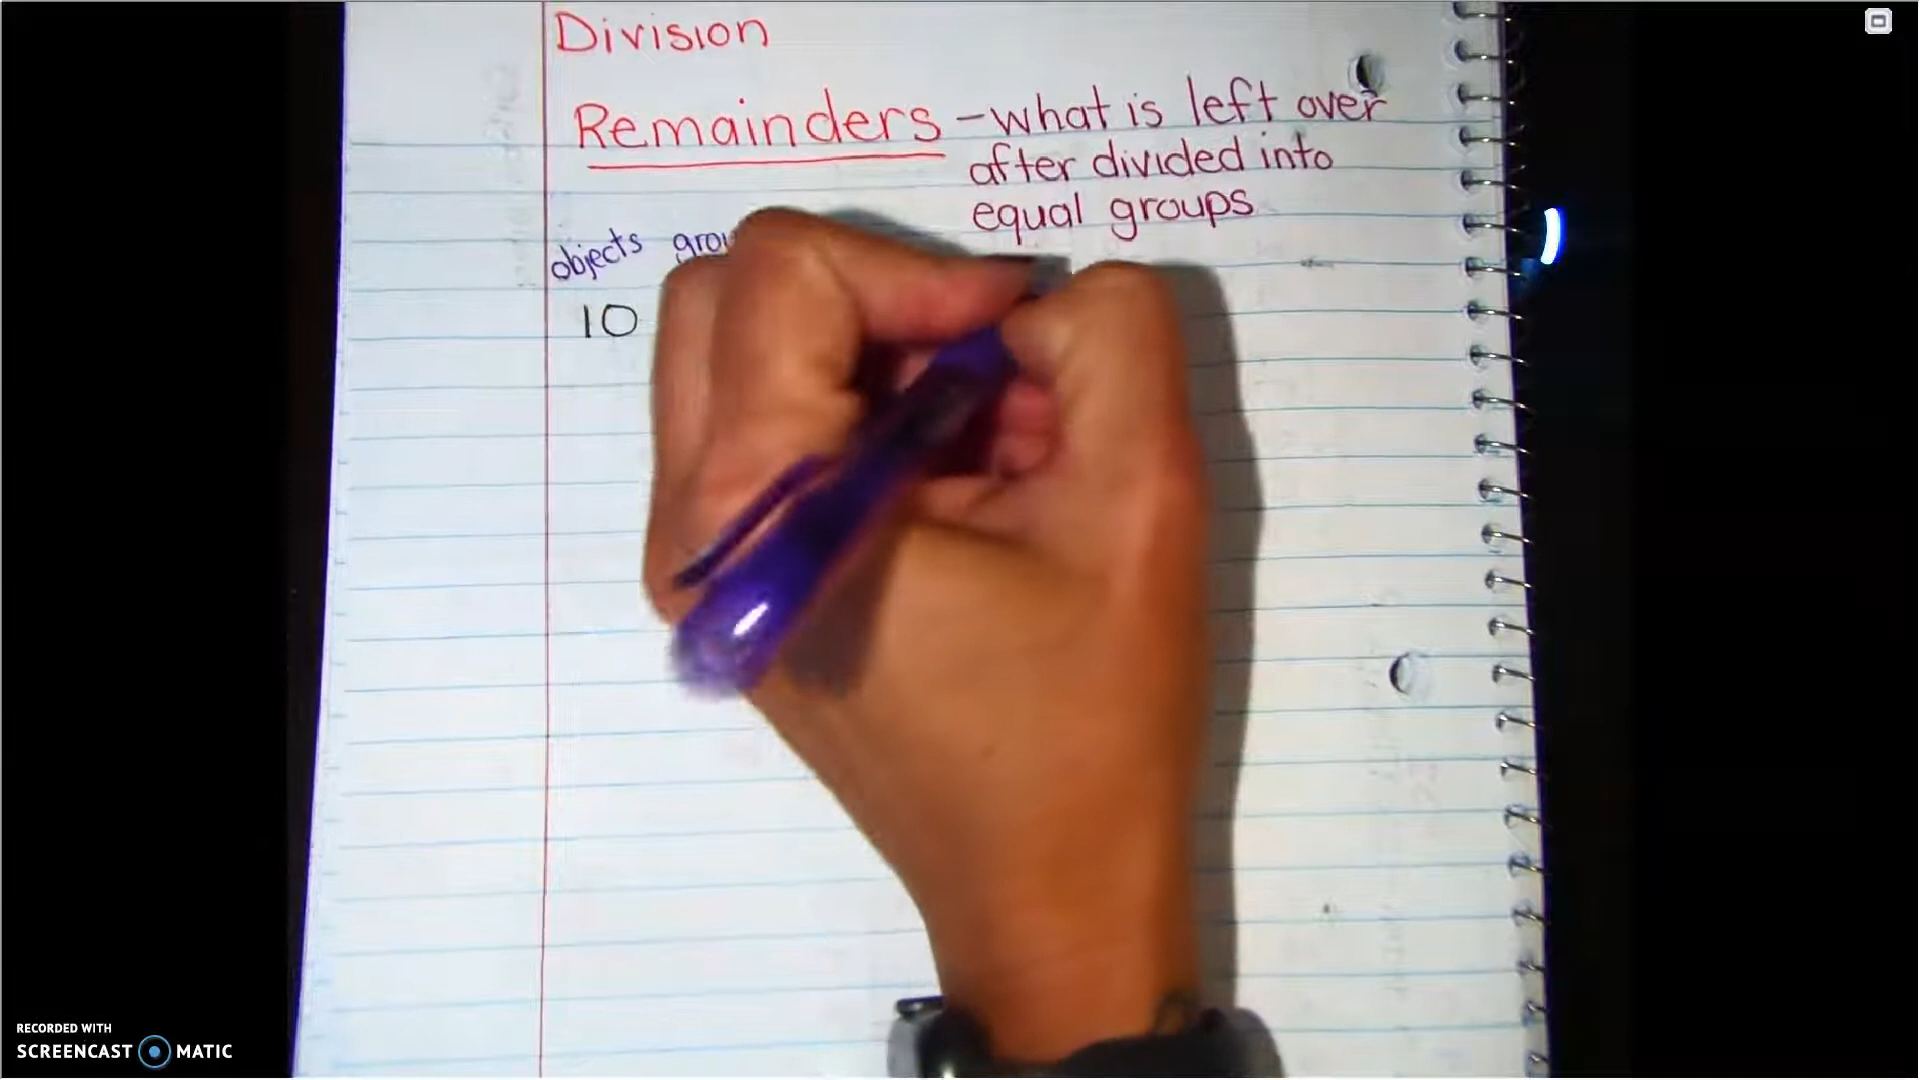 Division
Remainders - what is left over
after divided into
equal groups
objects
10
RECORDED WITH
SCREENCAST MATIC